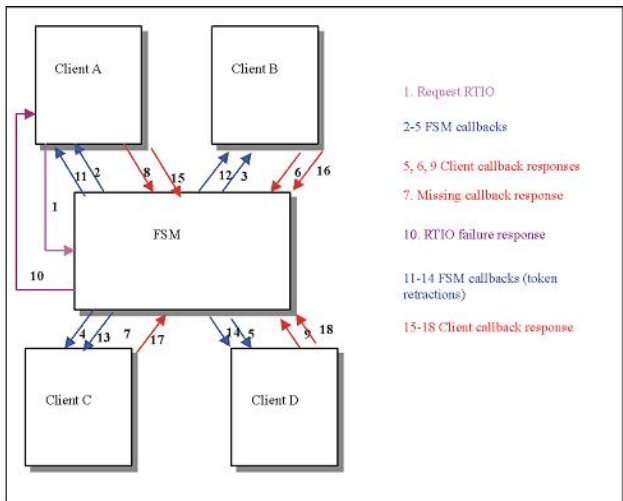 Client A
Client B
1. Request RTIO
2-5 FSM callbacks
5, 6, 9 Client callback responses
7. Missing callback response
10. RTIO failure response
11-14 FSM callbacks (token
retractions)
15-18 Client callback response
11 2 8 15 12 3 6 16
1
FSM
10
4 13 7 17 14 5 9 18
Client C
Client D